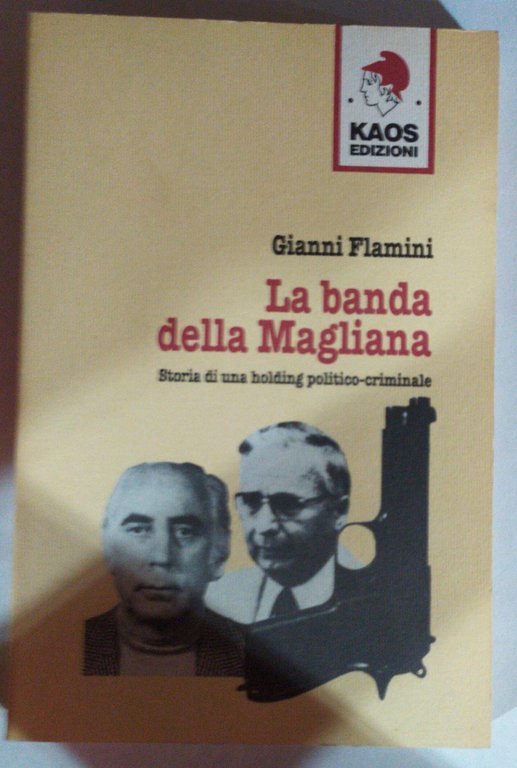 KAOS
EDIZIONI
Gianni Flamini
La banda
della Magliana
Storia di una holding politico-criminale